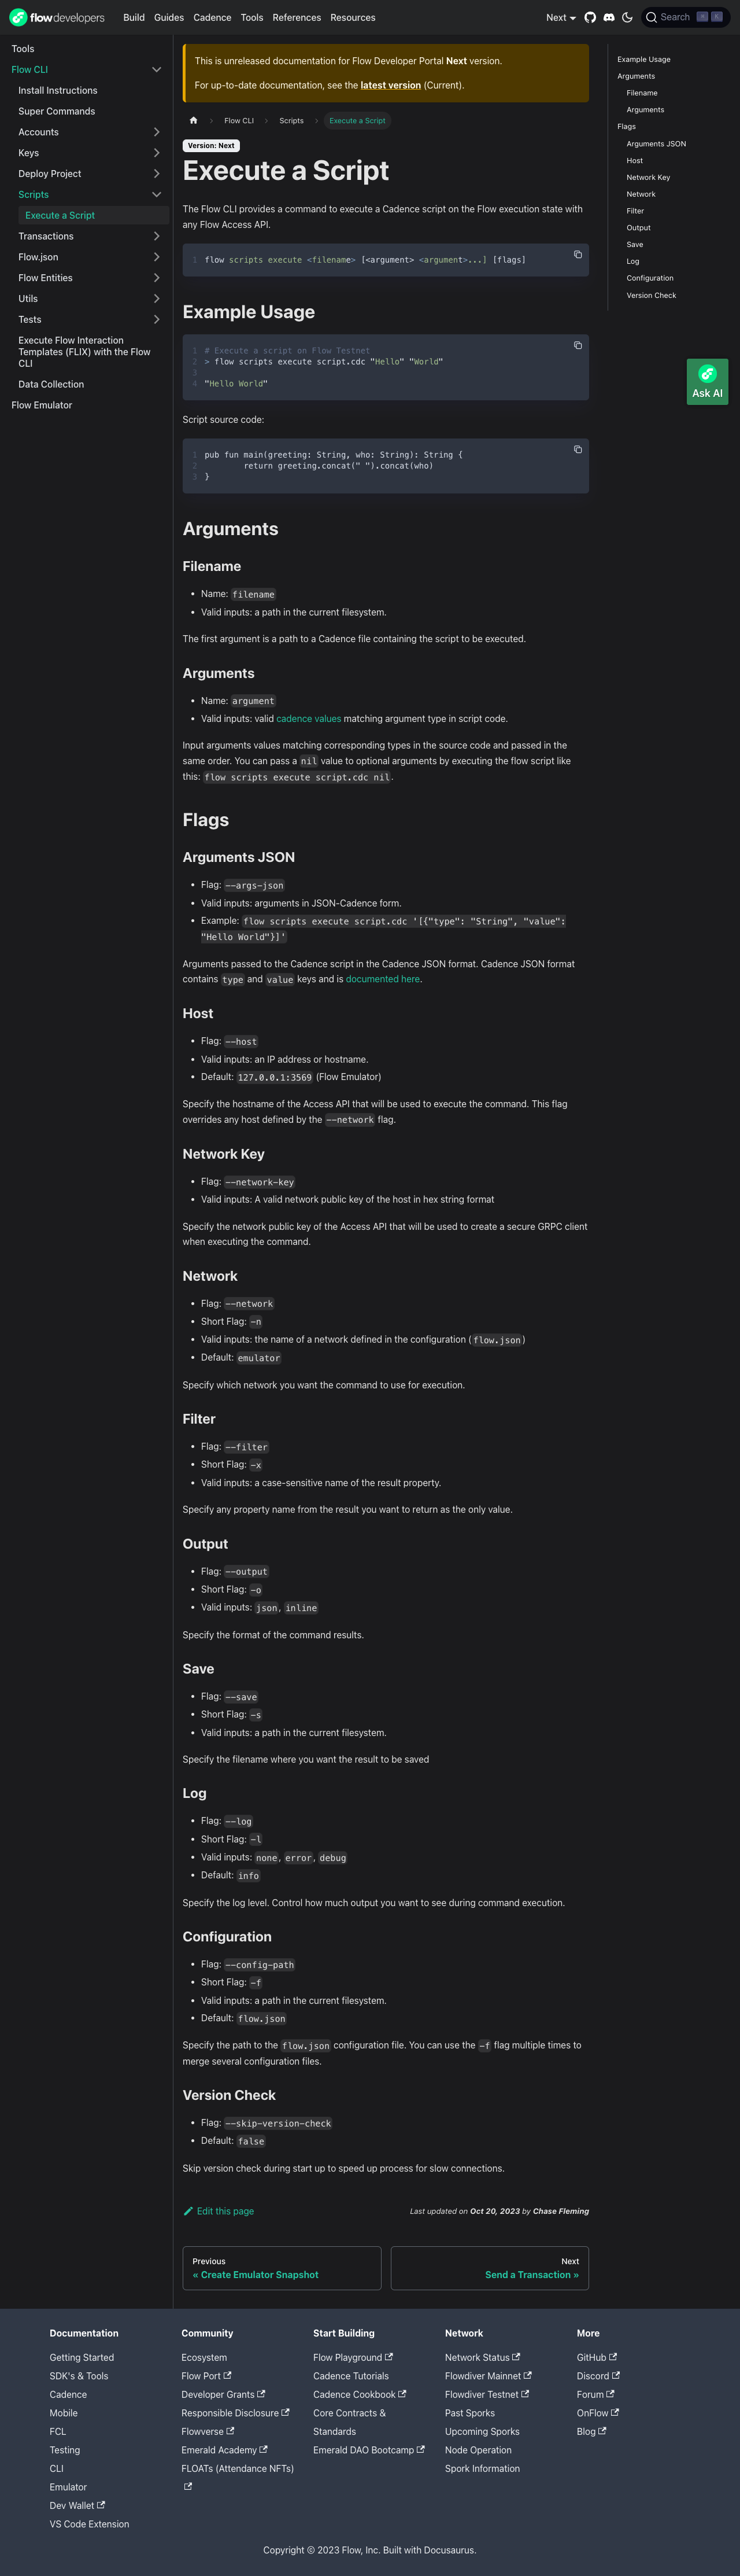 flowdevelopers
Build Guides Cadence Tools References Resources
Next
Search
Tools
Flow CLI
Install Instructions
Super Commands
Accounts
Keys
Deploy Project
Scripts
Execute a Script
Transactions
Flow.json
Flow Entities
Utils
Tests
Execute Flow Interaction
Templates (FLIX) with the Flow
CLI
Data Collection
Flow Emulator
This is unreleased documentation for Flow Developer Portal Next version.
For up-to-date documentation, see the latest version (Current).
Flow CLI
Scripts
Execute a Script
Version: Next
Execute a Script
The Flow CLI provides a command to execute a Cadence script on the Flow execution state with
any Flow Access API.
1 flow scripts execute <filename> [<argument> <argument>...] [flags]
Example Usage
1 # Execute a script on Flow Testnet
2 > flow scripts execute script.cdc "Hello" "World"
3
4 "Hello World"
Script source code:
1 pub fun main(greeting: String, who: String): String {
2 return greeting.concat(" ").concat(who)
3 }
Arguments
Filename
• Name: filename
• Valid inputs: a path in the current filesystem.
The first argument is a path to a Cadence file containing the script to be executed.
Arguments
• Name: argument
• Valid inputs: valid cadence values matching argument type in script code.
Input arguments values matching corresponding types in the source code and passed in the
same order. You can pass a nil value to optional arguments by executing the flow script like
this: flow scripts execute script.cdc nil.
Flags
Arguments JSON
• Flag: --args-json
• Valid inputs: arguments in JSON-Cadence form.
• Example: flow scripts execute script.cdc '[{"type": "String", "value":
"Hello World"}]'
Arguments passed to the Cadence script in the Cadence JSON format. Cadence JSON format
contains type and value keys and is documented here.
Host
• Flag: --host
• Valid inputs: an IP address or hostname.
• Default: 127.0.0.1:3569 (Flow Emulator)
Specify the hostname of the Access API that will be used to execute the command. This flag
overrides any host defined by the --network flag.
Network Key
• Flag: --network-key
• Valid inputs: A valid network public key of the host in hex string format
Specify the network public key of the Access API that will be used to create a secure GRPC client
when executing the command.
Network
• Flag: --network
• Short Flag: -n
• Valid inputs: the name of a network defined in the configuration (flow.json)
• Default: emulator
Specify which network you want the command to use for execution.
Filter
• Flag: --filter
• Short Flag: -x
• Valid inputs: a case-sensitive name of the result property.
Specify any property name from the result you want to return as the only value.
Output
• Flag: --output
• Short Flag: -o
• Valid inputs: json, inline
Specify the format of the command results.
Save
• Flag: --save
• Short Flag: -s
• Valid inputs: a path in the current filesystem.
Specify the filename where you want the result to be saved
Log
• Flag: --log
• Short Flag: -l
• Valid inputs: none, error, debug
• Default: info
Specify the log level. Control how much output you want to see during command execution.
Configuration
• Flag: --config-path
• Short Flag: -f
• Valid inputs: a path in the current filesystem.
• Default: flow.json
Specify the path to the flow.json configuration file. You can use the -f flag multiple times to
merge several configuration files.
Version Check
• Flag: --skip-version-check
• Default: false
Skip version check during start up to speed up process for slow connections.
Edit this page
Last updated on Oct 20, 2023 by Chase Fleming
Previous
« Create Emulator Snapshot
Next
Send a Transaction »
Example Usage
Arguments
Filename
Arguments
Flags
Arguments JSON
Host
Network Key
Network
Filter
Output
Save
Log
Configuration
Version Check
Ask AI
Documentation
Getting Started
SDK's & Tools
Cadence
Mobile
FCL
Testing
CLI
Emulator
Dev Wallet
VS Code Extension
Community
Ecosystem
Flow Port
Developer Grants
Responsible Disclosure
Flowverse
Emerald Academy
FLOATs (Attendance NFTs)
Start Building
Flow Playground
Cadence Tutorials
Cadence Cookbook
Core Contracts &
Standards
Emerald DAO Bootcamp
Network
Network Status
Flowdiver Mainnet
Flowdiver Testnet
Past Sporks
Upcoming Sporks
Node Operation
Spork Information
More
GitHub
Discord
Forum
OnFlow
Blog
Copyright © 2023 Flow, Inc. Built with Docusaurus.